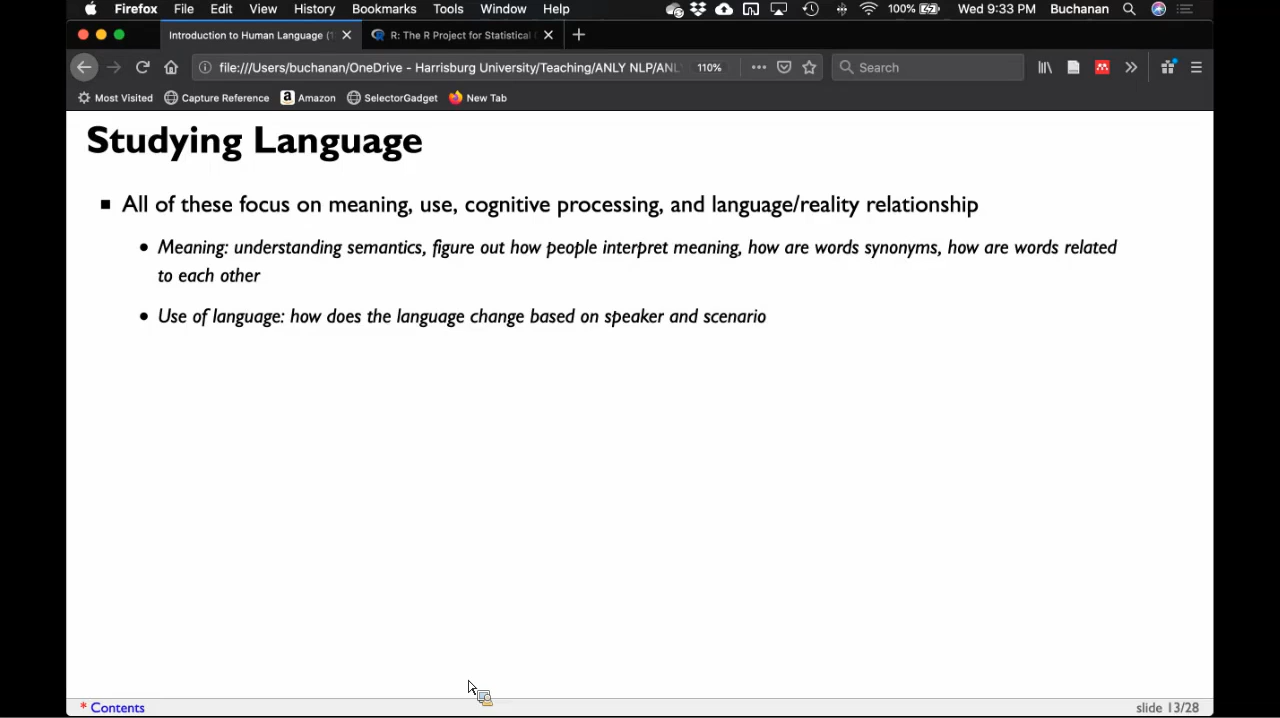 Firefox File Edit View History Bookmarks Tools Window Help 100% Wed 9:33 PM Buchanan
Introduction to Human Language ( R: The R Project for Statistical
file:///Users/buchanan/OneDrive - Harrisburg University/Teaching/ANLY NLP/ANL 110% Search
Most Visited Capture Reference Amazon SelectorGadget New Tab
Studying Language
All of these focus on meaning, use, cognitive processing, and language/reality relationship
Meaning: understanding semantics, figure out how people interpret meaning, how are words synonyms, how are words related
to each other
Use of language: how does the language change based on speaker and scenario
* Contents slide 13/28